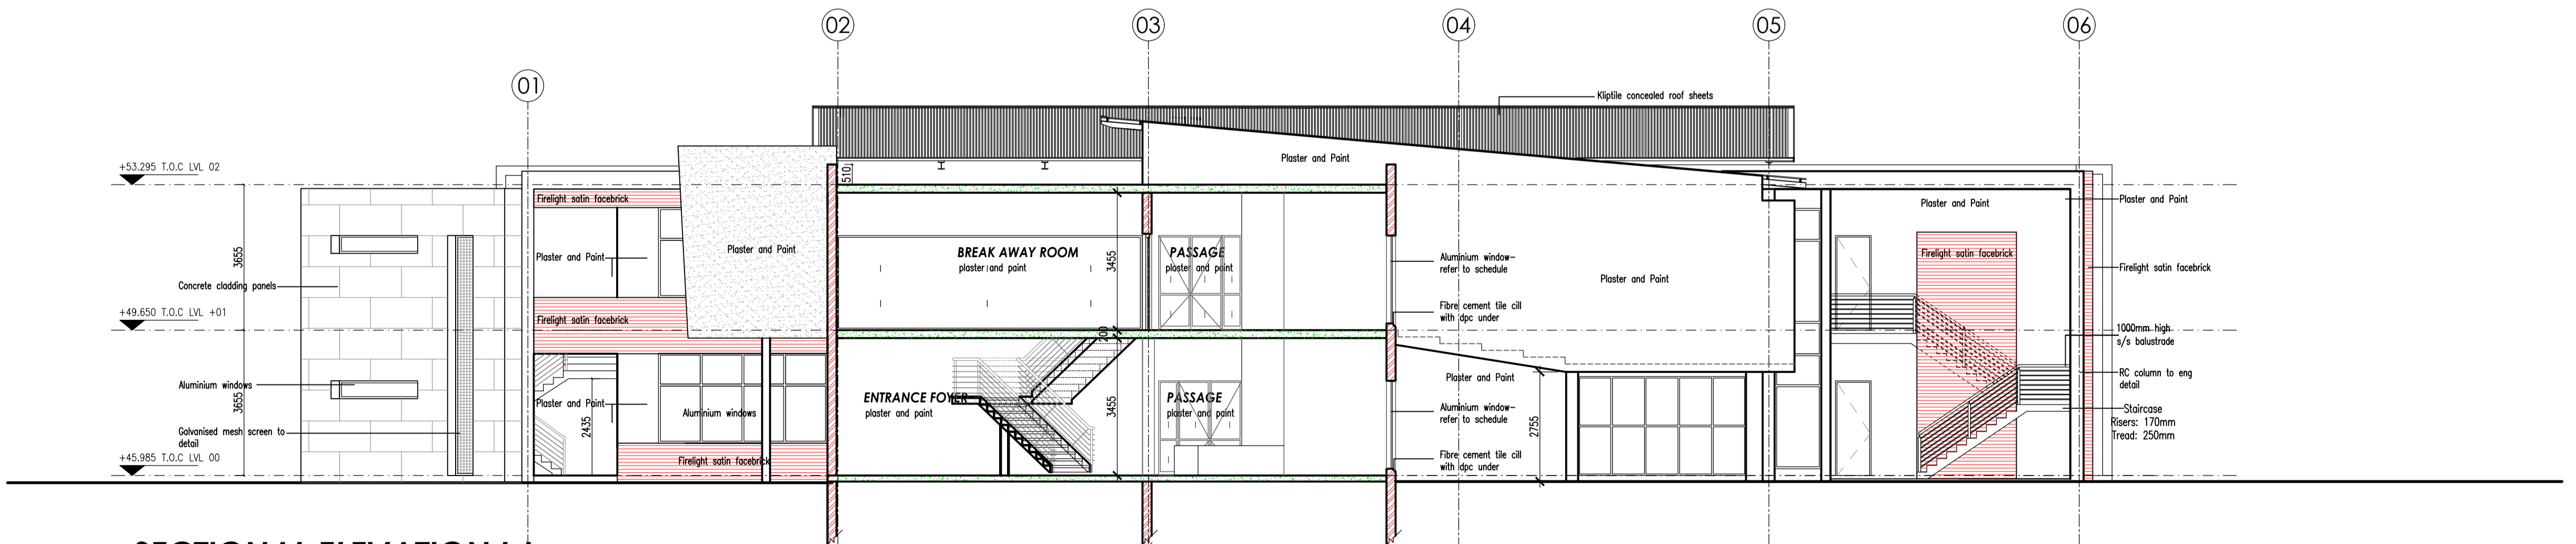 01
02
03
04
05
06
Kliptile concealed roof sheets
+53.295 T.O.C LVL 02
510
Plaster and Paint
Firelight satin facebrick
Plaster and Paint
Plaster and Paint
Firelight satin facebrick
Plaster and Paint
Plaster and Paint
3655
BREAK AWAY ROOM
plaster and paint
3455
PASSAGE
plaster and paint
Aluminium window-
refer to schedule
Plaster and Paint
Firelight satin facebrick
Firelight satin facebrick
Concrete cladding panels
Fibre cement tile cill
with dpc under
+49.650 T.O.C LVL +01
Firelight satin facebrick
200
1000mm high
s/s balustrade
Aluminium windows
3655
Plaster and Paint
2435
Aluminium windows
ENTRANCE FOYER
plaster and paint
3455
PASSAGE
plaster and paint
Plaster and Paint
Aluminium window-
refer to schedule
2755
RC column to eng
detail
Staircase
Risers: 170mm
Tread: 250mm
Galvanised mesh screen to
detail
+45.985 T.O.C LVL 00
Firelight satin facebrick
Fibre cement tile cill
with dpc under